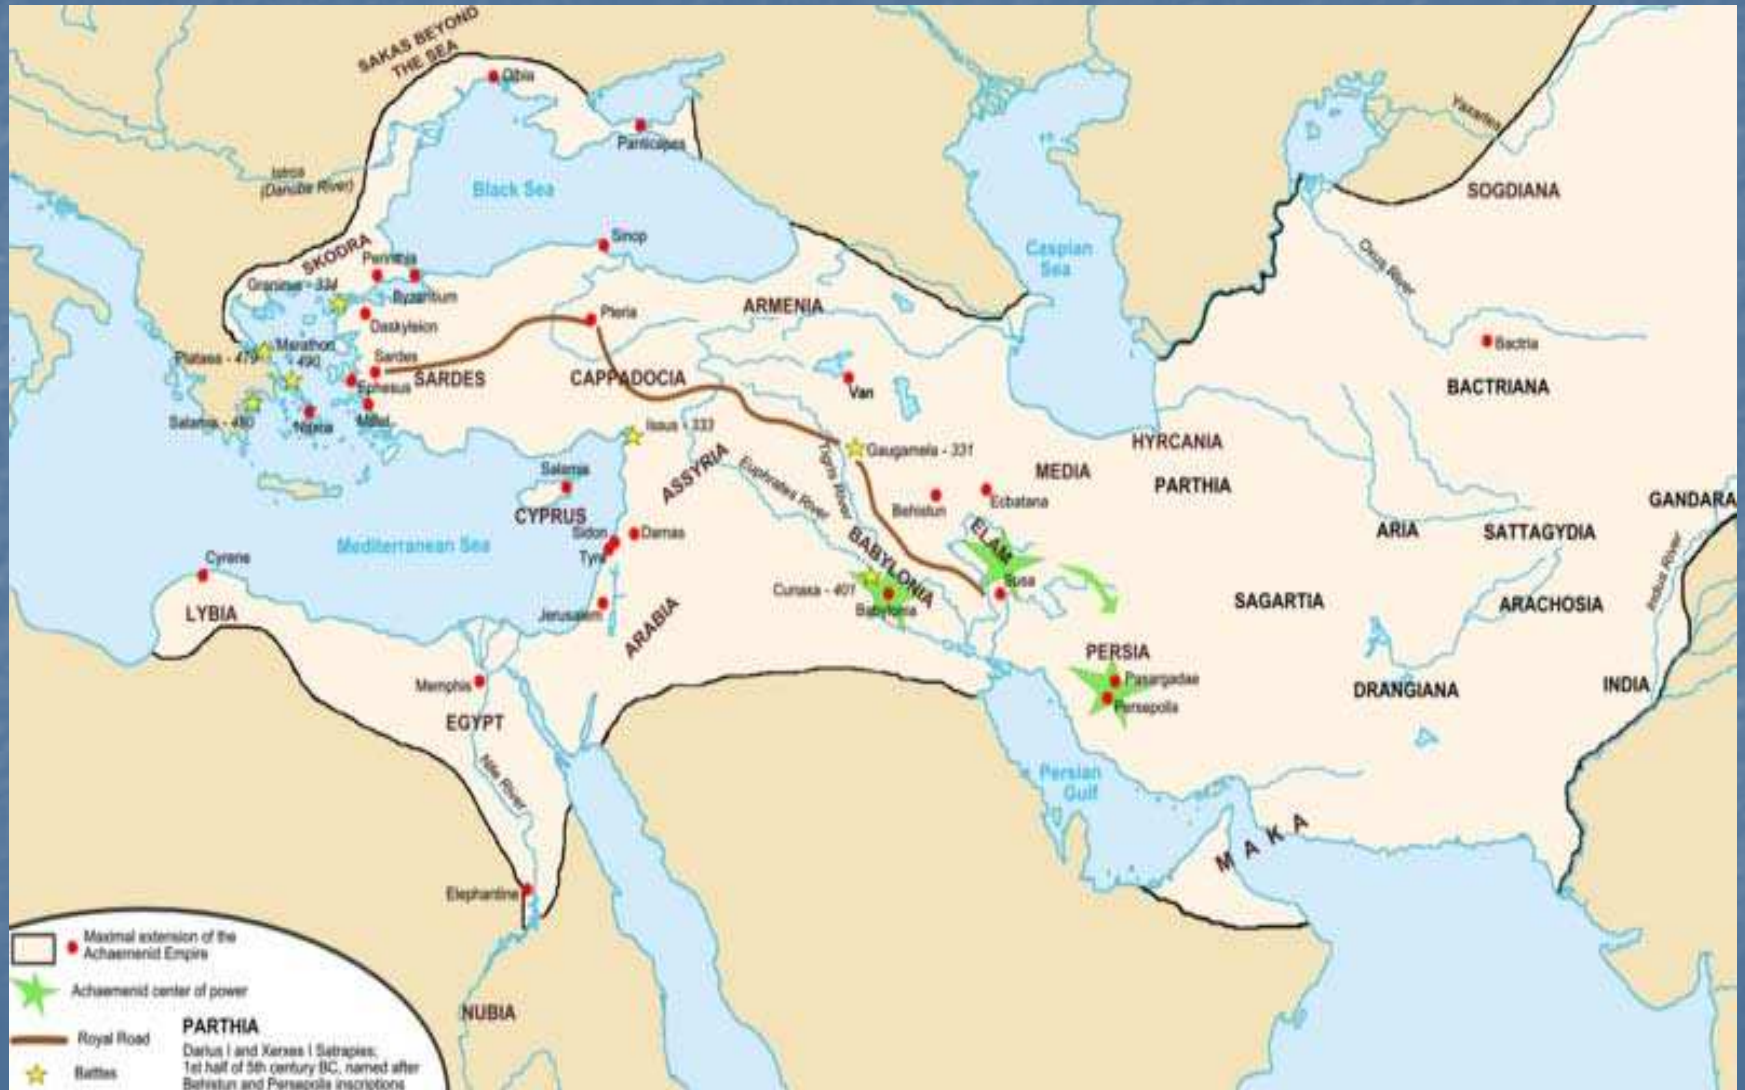 SAKAS BEYOND
THE SEA
Olbia
Panticapea
Istros
(Danube River)
Black Sea
Yaxartes
SOGDIANA
Caspian
Sea
Oxus River
SKODRA
Perinthia
Sinop
Granicus - 334
Byzantium
ARMENIA
Daskyleion
Pteria
Bactria
Platasa - 479
Marathon
490
Sardes
Ephesus
SARDES
CAPPADOCIA
Van
BACTRIANA
Salamis - 480
Naxoa
Milet
Issus - 333
Gaugamela - 331
HYRCANIA
Tigris River
ASSYRIA
Euphrates River
MEDIA
PARTHIA
Salamis
CYPRUS
Behistun
Ecbatana
GANDARA
Mediterranean Sea
Sidon
Damas
Tyre
BABYLONIA
ELAM
ARIA
SATTAGYDIA
Indus River
Cyrene
LYBIA
Cunaxa - 401
Babylonia
Susa
SAGARTIA
ARACHOSIA
Jerusalem
ARABIA
PERSIA
Memphis
EGYPT
Pasargadae
Persepolis
DRANGIANA
INDIA
Nile River
Persian
Gulf
MAKA
Elephantine
NUBIA
Maximal extension of the
Achaemenid Empire
Achaemenid center of power
Royal Road
Battles
PARTHIA
Darius I and Xerxes I Satrapies;
1st half of 5th century BC, named after
Behistun and Persepolis inscriptions